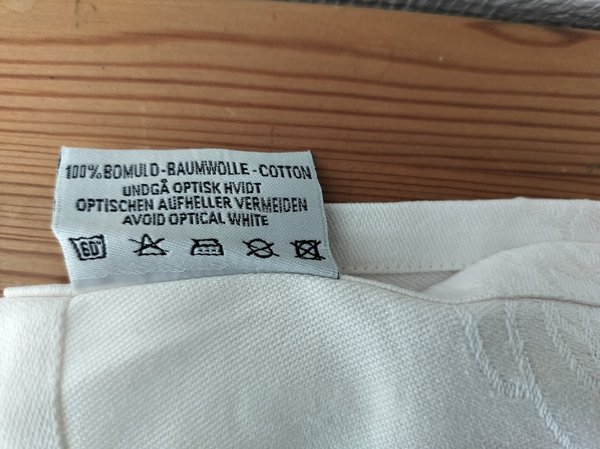 100% BOMULD-BAUMWOLLE-COTTON
UNDGÅ OPTISK HVIDT
OPTISCHEN AUFHELLER VERMEIDEN
AVOID OPTICAL WHITE
60°